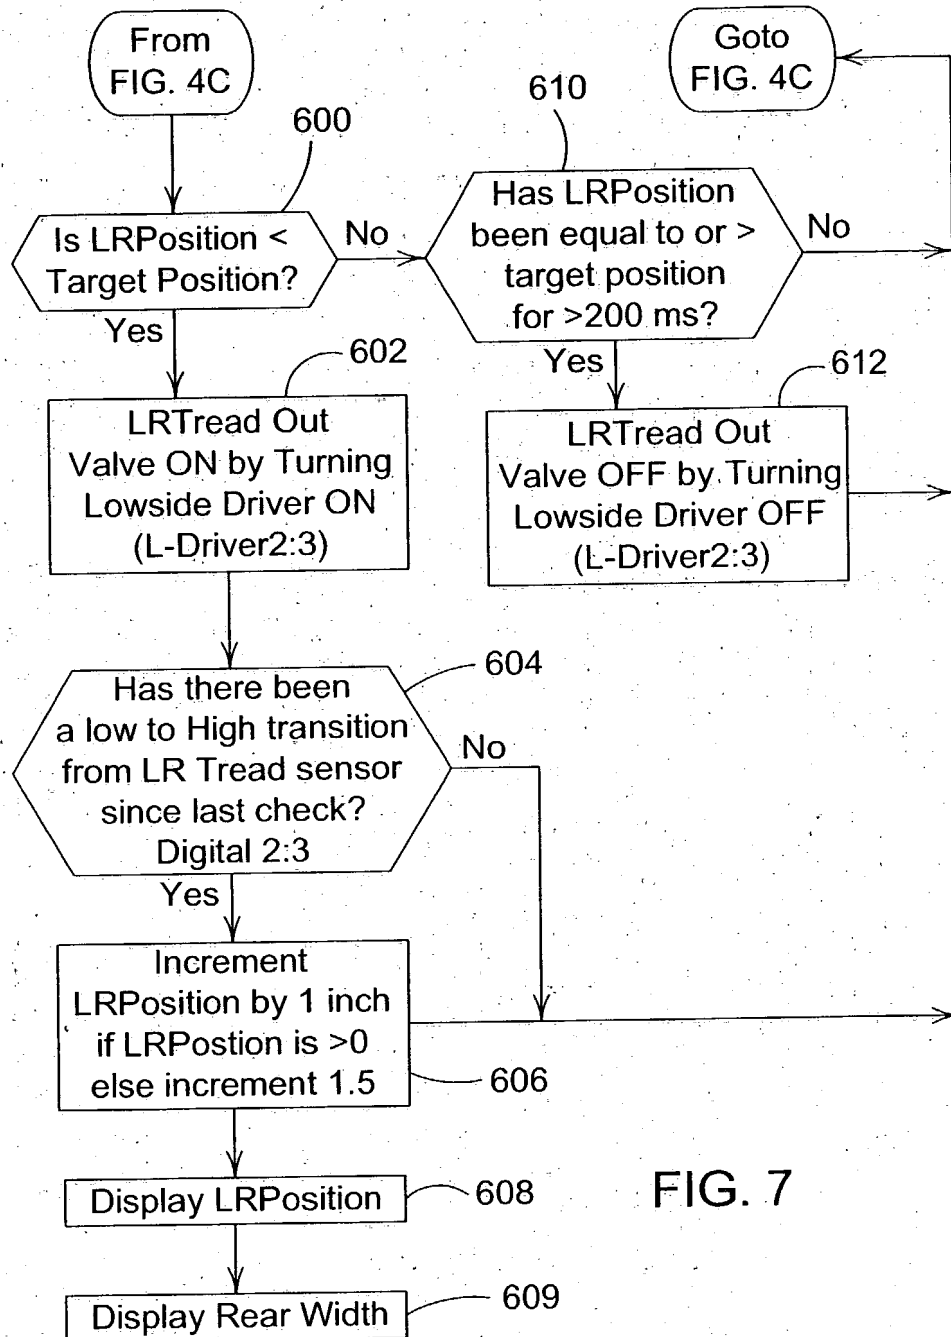 From
FIG. 4C
Goto
FIG. 4C
600
610
Is LRPosition <
Target Position?
No
Has LRPosition
been equal to or >
target position
for >200 ms?
No
Yes
602
Yes
612
LRTread Out
Valve ON by Turning
Lowside Driver ON
(L-Driver2:3)
LRTread Out
Valve OFF by Turning
Lowside Driver OFF
(L-Driver2:3)
604
Has there been
a low to High transition
from LR Tread sensor
since last check?
Digital 2:3
No
Yes
Increment
LRPosition by 1 inch
if LRPostion is >0
else increment 1.5
606
Display LRPosition
608
FIG. 7
Display Rear Width
609